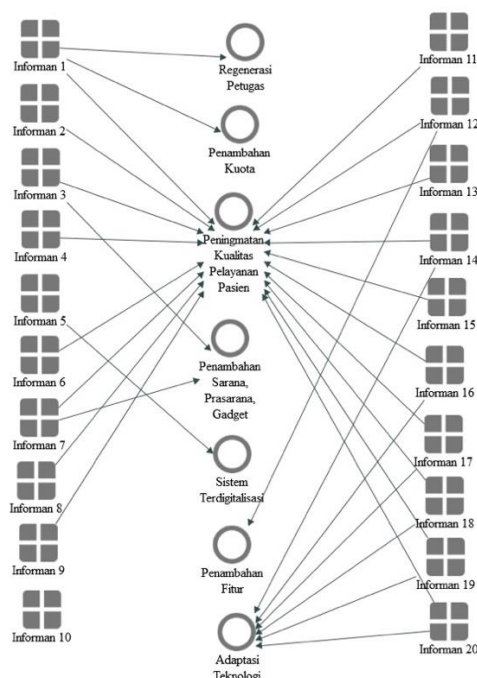 Informan 1
Informan 2
Informan 3
Informan 4
Informan 5
Informan 6
Informan 7
Informan 8
Informan 9
Informan 10
Regenerasi
Petugas
Penambahan
Kuota
Peningmatan
Kualitas
Pelayanan
Pasien
Penambahan
Sarana,
Prasarana,
Gadget
Sistem
Terdigitalisasi
Penambahan
Fitur
Adaptasi
Teknologi
Informan 11
Informan 12
Informan 13
Informan 14
Informan 15
Informan 16
Informan 17
Informan 18
Informan 19
Informan 20